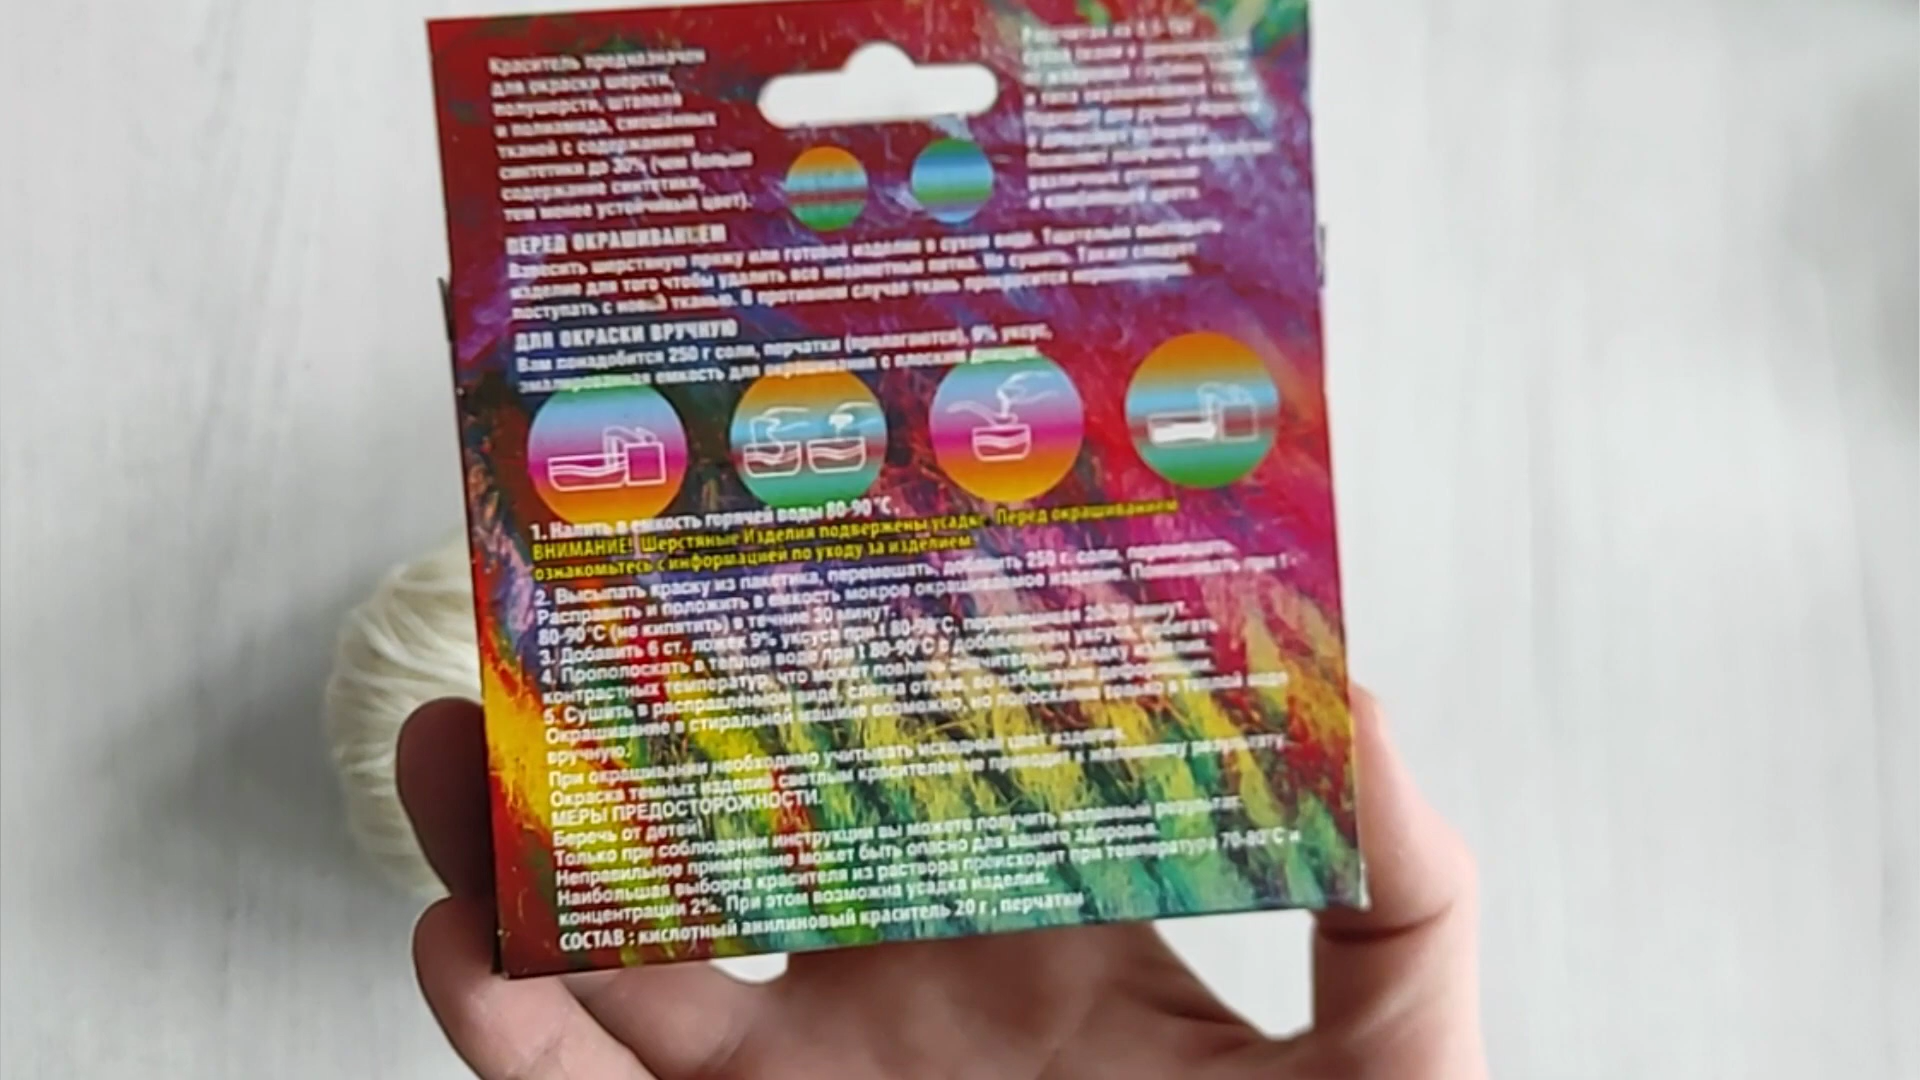 Краситель предназначен
для окраски шерсти,
полушерсти, штапеля
и полиамида, смешанных
тканей с содержанием
синтетики до 30% (чем больше
содержание синтетики,
тем менее устойчивый цвет).
ПЕРЕД ОКРАШИВАНИЕМ
Взвесить шерстяную пряжу или готовое изделие в сухом виде. Тщательно выстирать
изделие для того чтобы удалить все незаметные пятна. Не сушить. Также следует
поступать с новой тканью. В противном случае ткань прокрасится неравномерно.
ДЛЯ ОКРАСКИ ВРУЧНУЮ
Вам понадобится 250 г соли, перчатки (прилагаются), 9% уксус,
эмалированная емкость для окрашивания с плоским
1. Налить в емкость горячей воды 80-90°С.
ВНИМАНИЕ! Шерстяные Изделия подвержены усадке. Перед окрашиванием
ознакомьтесь с информацией по уходу за изделием.
2. Высыпать краску из пакетика, перемешать, добавить 250 г. соли, перемешать.
Расправить и положить в емкость мокрое окрашиваемое изделие. Помешивать при t -
80-90°С (не кипятить) в течние 30 минут.
3. Добавить 6 ст. ложек 9% уксуса при t 80-90°С, перемешивая 20-30 минут.
4. Прополоскать в теплой воде при t 80-90°С с добавлением уксуса, избегать
контрастных температур, что может повлечь значительную усадку изделия.
5. Сушить в расправленном виде, слегка отжав, во избежание деформации.
Окрашивание в стиральной машине возможно, но полоскание только в теплой воде
вручную.
При окрашивании необходимо учитывать исходный цвет изделия.
Окраска темных изделий светлым красителем не приводит к желаемому результату.
МЕРЫ ПРЕДОСТОРОЖНОСТИ.
Беречь от детей!
Только при соблюдении инструкции вы можете получить желаемый результат.
Неправильное применение может быть опасно для вашего здоровья.
Наибольшая выборка красителя из раствора происходит при температуре 70-80°С и
концентрации 2%. При этом возможна усадка изделия.
СОСТАВ : кислотный анилиновый краситель 20 г , перчатки